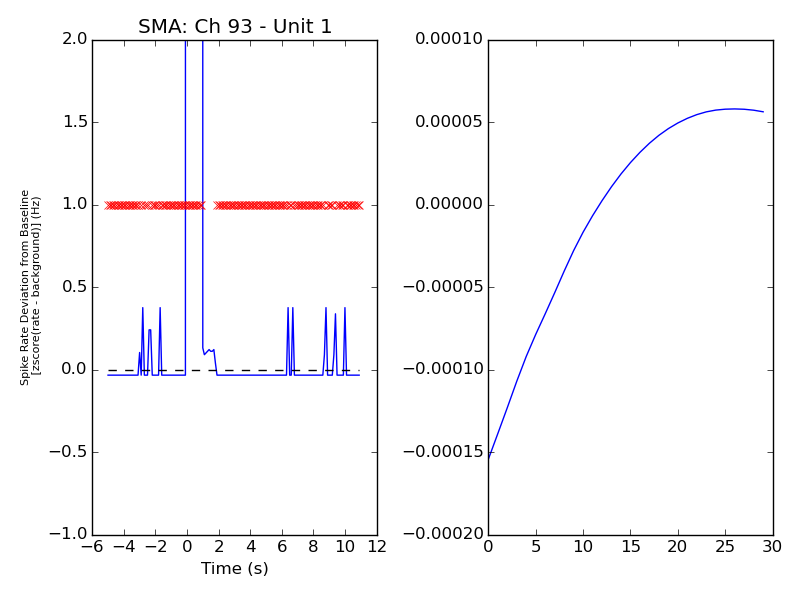 SMA: Ch 93 - Unit 1
2.0
1.5
1.0
0.5
0.0
−0.5
−1.0
−6 −4 −2 0 2 4 6 8 10 12
Time (s)
Spike Rate Deviation from Baseline
[zscore(rate - background)] (Hz)
0.00010
0.00005
0.00000
−0.00005
−0.00010
−0.00015
−0.00020
0 5 10 15 20 25 30